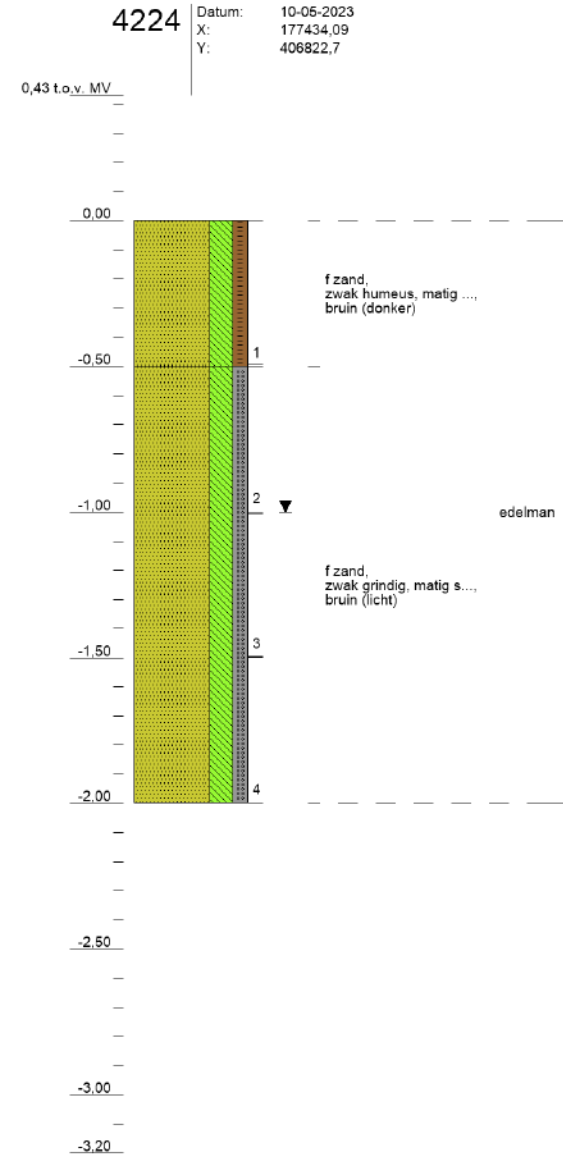 4224
Datum: 10-05-2023
X: 177434,09
Y: 406822,7
0,43 t.o.v. MV
0,00
f zand,
zwak humeus, matig ...,
bruin (donker)
1
-0,50
2
-1,00
edelman
f zand,
zwak grindig, matig s...,
bruin (licht)
3
-1,50
4
-2,00
-2,50
-3,00
-3,20